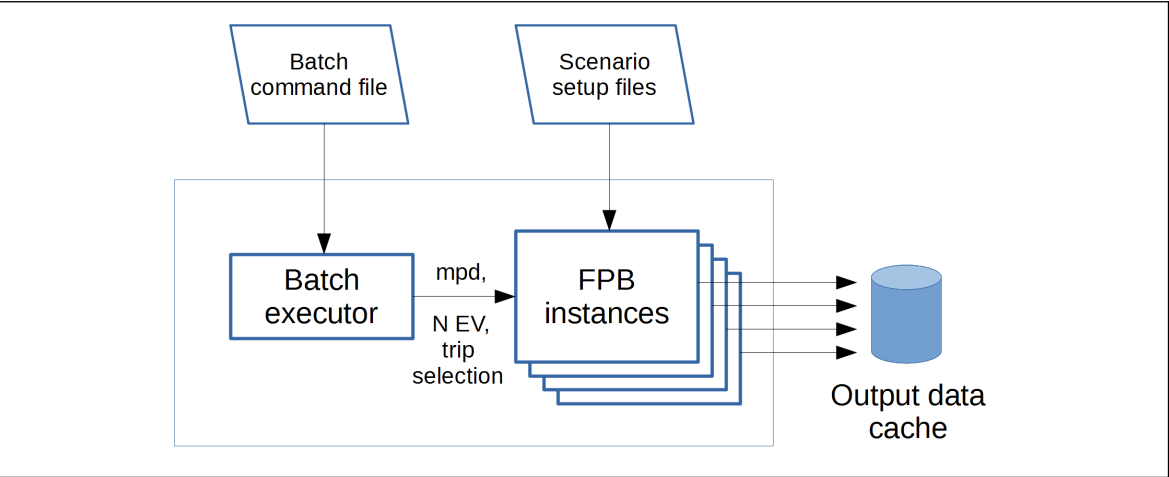 Batch
command file
Scenario
setup files
Batch
executor
mpd,
N EV,
trip
selection
FPB
instances
Output data
cache